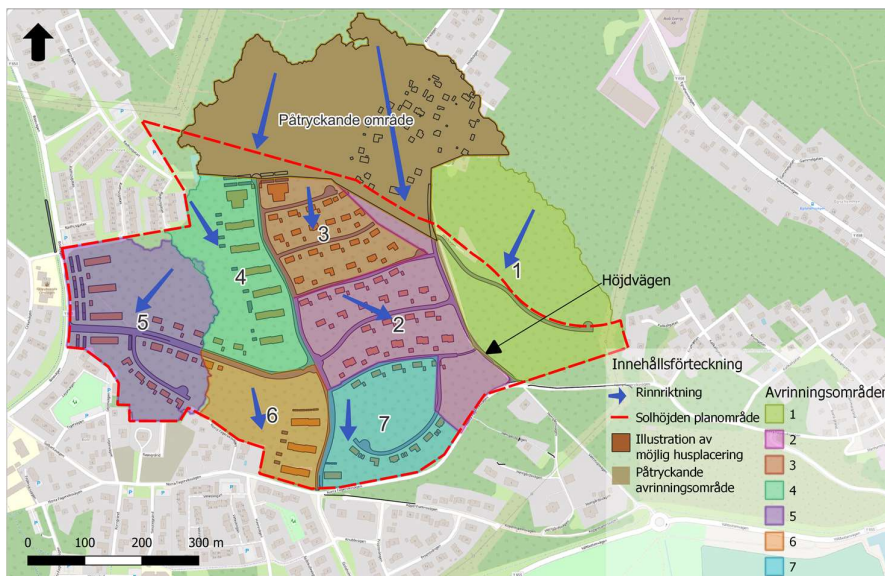 Påtryckande område
3
1
4
Höjdvägen
5
2
6
7
Innehållsförteckning
Rinnriktning
Solhöjden planområde
Illustration av
möjlig husplacering
Påtryckande
avrinningsområde
Avrinningsområden
1
2
3
4
5
6
7
0 100 200 300 m